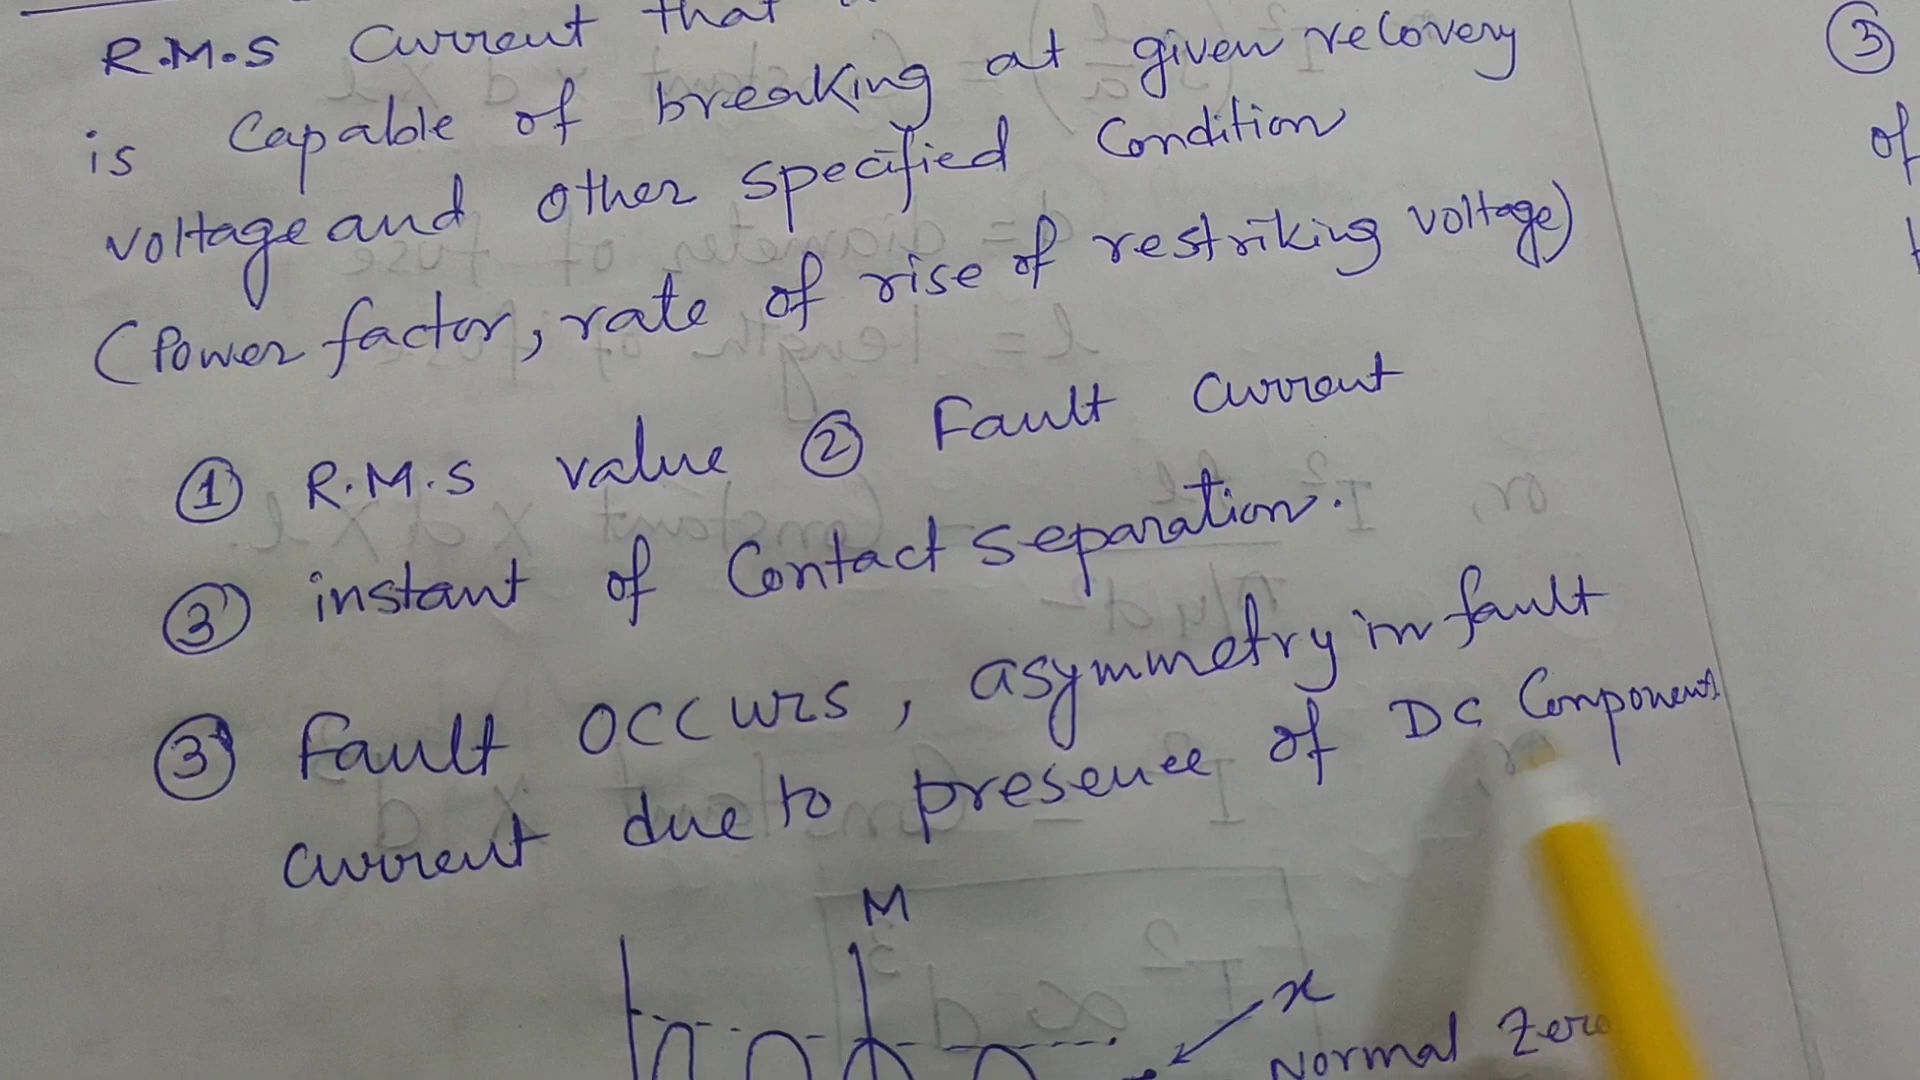 R.M.S Current that
is Capable of breaking at given recovery
voltage and other specified Condition
(Power factor, rate of rise of restriking voltage)
① R.M.S value ② Fault Current
③ instant of Contact separation.
③ fault occurs, asymmetry in fault
current due to presence of DC Component
M
x
Normal Zero
③
of